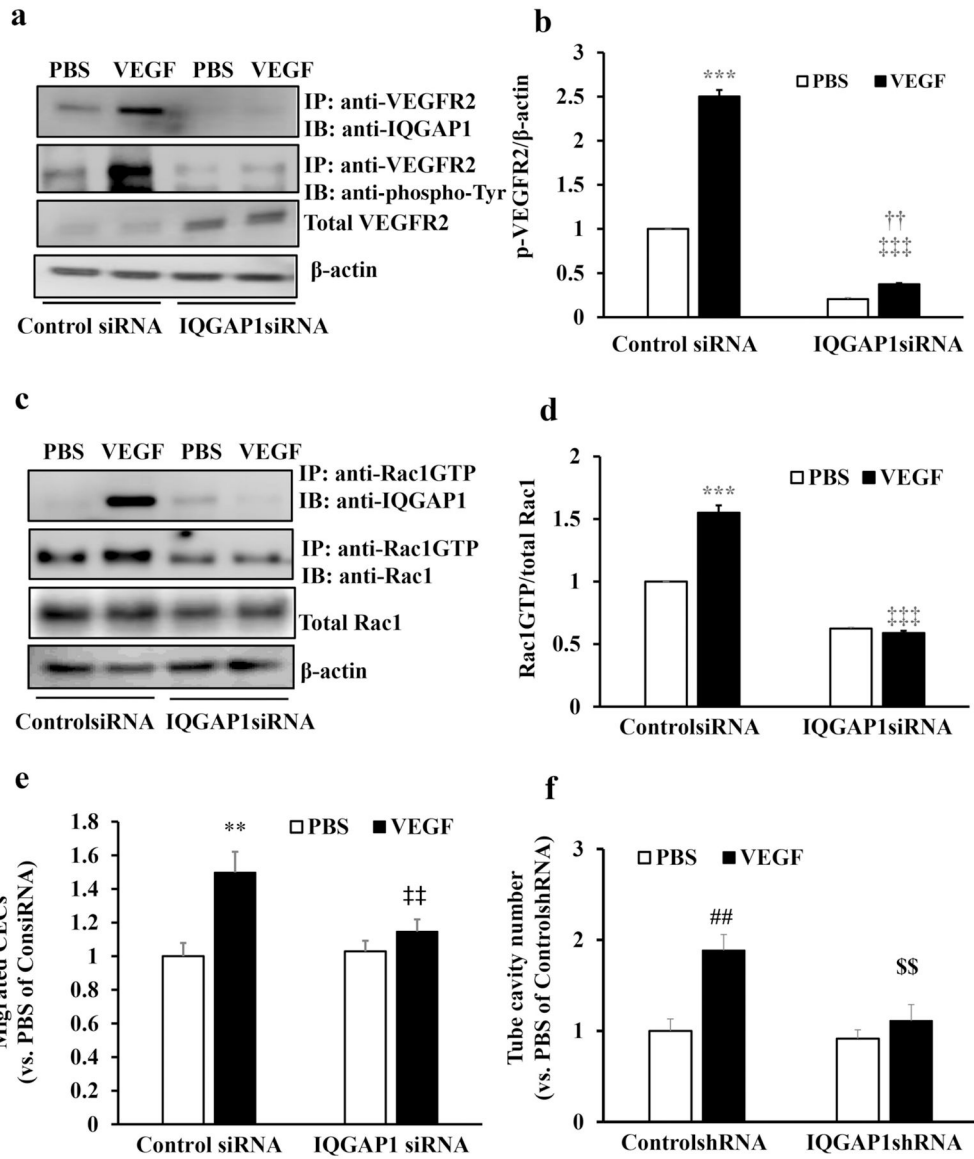 a
PBS VEGF PBS VEGF
IP: anti-VEGFR2
IB: anti-IQGAP1
IP: anti-VEGFR2
IB: anti-phospho-Tyr
Total VEGFR2
β-actin
Control siRNA IQGAP1siRNA
b
3
2.5
2
1.5
1
0.5
0
p-VEGFR2/β-actin
PBS VEGF
***
††
‡‡‡
Control siRNA IQGAP1siRNA
c
PBS VEGF PBS VEGF
IP: anti-Rac1GTP
IB: anti-IQGAP1
IP: anti-Rac1GTP
IB: anti-Rac1
Total Rac1
β-actin
ControlsiRNA IQGAP1siRNA
d
2
1.5
1
0.5
0
Rac1GTP/total Rac1
PBS VEGF
***
‡‡‡
ControlsiRNA IQGAP1siRNA
e
1.8
1.6
1.4
1.2
1
0.8
0.6
0.4
0.2
0
Migrated CECs
(vs. PBS of ConsiRNA)
PBS VEGF
**
‡‡
Control siRNA IQGAP1 siRNA
f
3
2
1
0
Tube cavity number
(vs. PBS of ControlshRNA)
PBS VEGF
##
$$
ControlshRNA IQGAP1shRNA